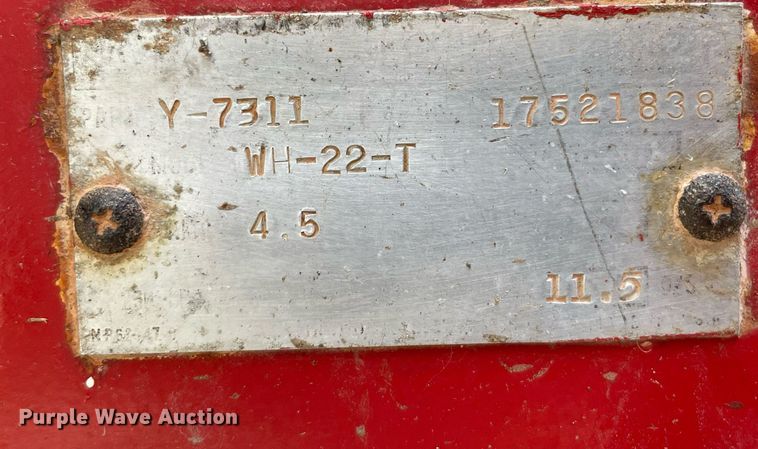 Y-7311 17521838
WH-22-T
4.5
11.5
Purple Wave Auction